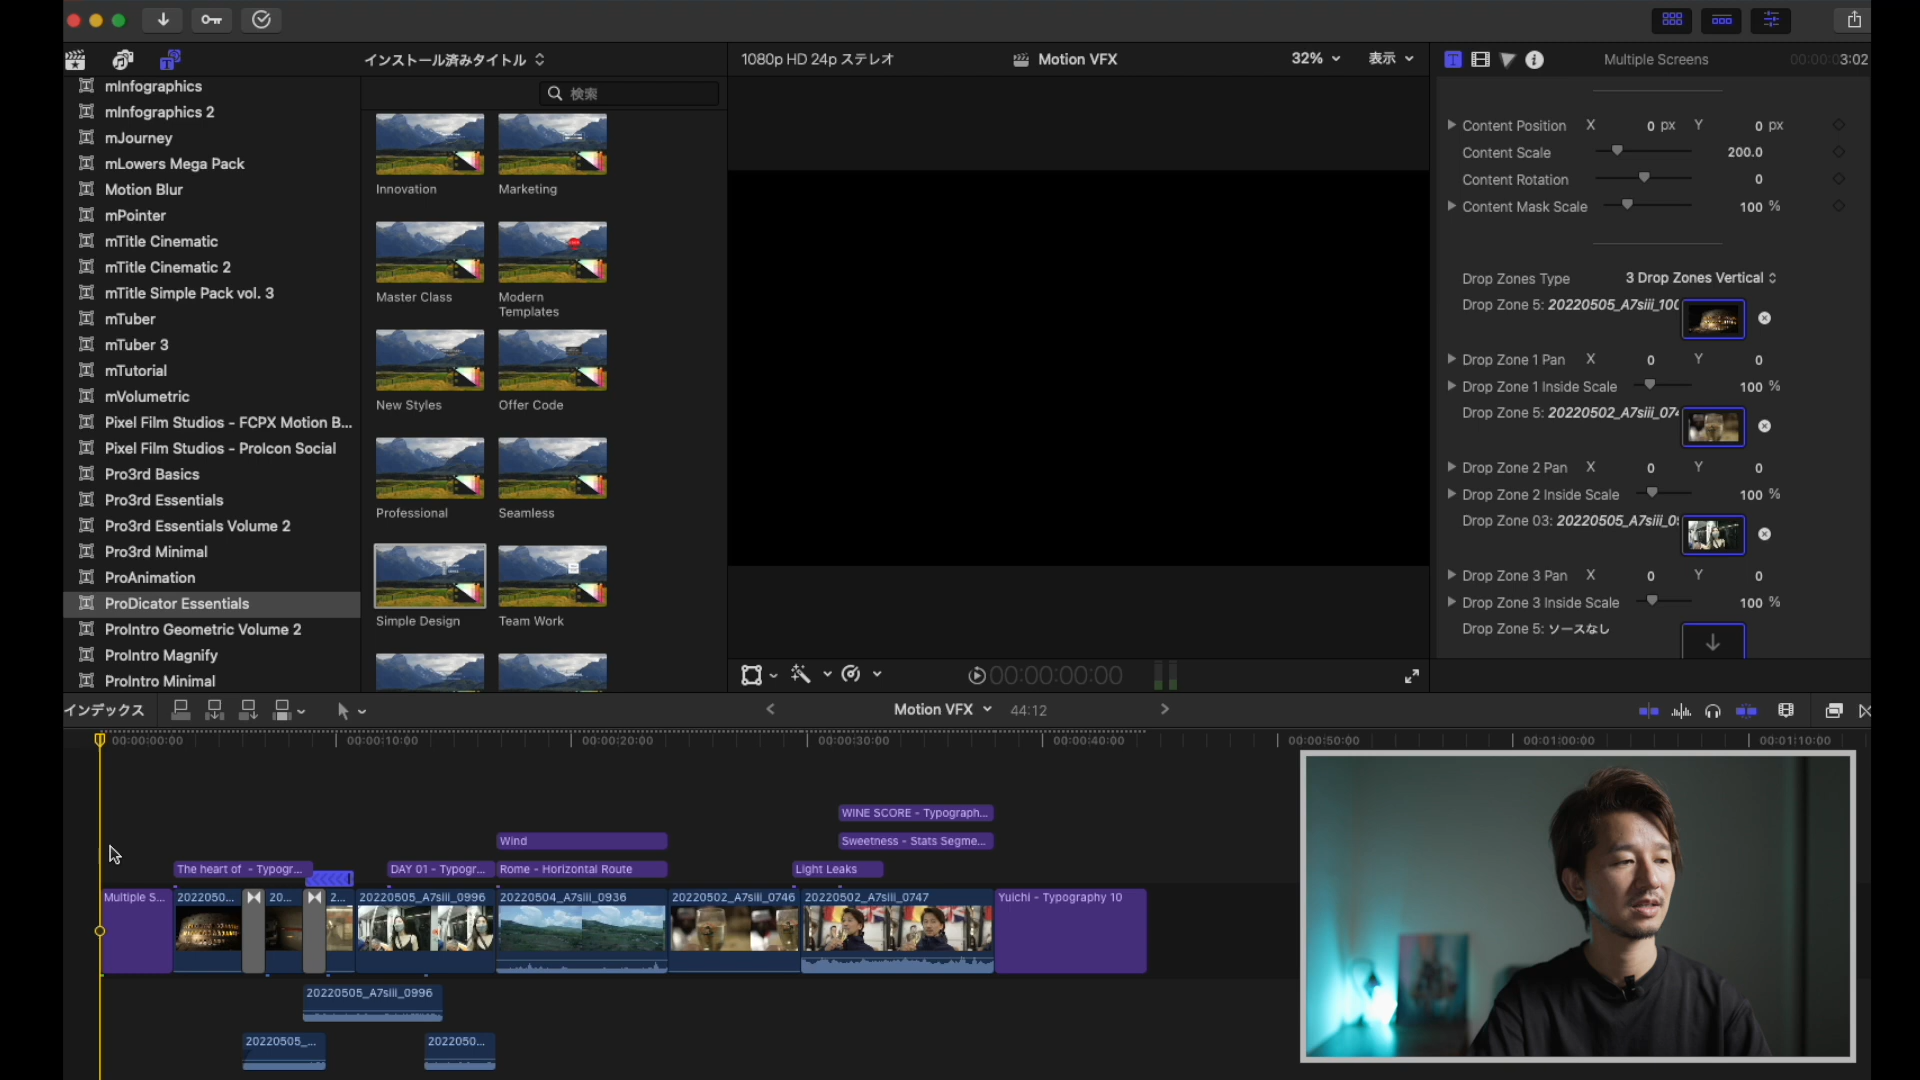 インストール済みタイトル
1080p HD 24p ステレオ
Motion VFX
32%
表示
Multiple Screens
00:00:03:02
検索
mInfographics
mInfographics 2
mJourney
mLowers Mega Pack
Motion Blur
mPointer
mTitle Cinematic
mTitle Cinematic 2
mTitle Simple Pack vol. 3
mTuber
mTuber 3
mTutorial
mVolumetric
Pixel Film Studios - FCPX Motion B...
Pixel Film Studios - ProIcon Social
Pro3rd Basics
Pro3rd Essentials
Pro3rd Essentials Volume 2
Pro3rd Minimal
ProAnimation
ProDicator Essentials
ProIntro Geometric Volume 2
ProIntro Magnify
ProIntro Minimal
Innovation
Marketing
Master Class
Modern
Templates
New Styles
Offer Code
Professional
Seamless
Simple Design
Team Work
Content Position X 0 px Y 0 px
Content Scale 200.0
Content Rotation 0
Content Mask Scale 100 %
Drop Zones Type 3 Drop Zones Vertical
Drop Zone 5: 20220505_A7siii_100
Drop Zone 1 Pan X 0 Y 0
Drop Zone 1 Inside Scale 100 %
Drop Zone 5: 20220502_A7siii_074
Drop Zone 2 Pan X 0 Y 0
Drop Zone 2 Inside Scale 100 %
Drop Zone 03: 20220505_A7siii_0
Drop Zone 3 Pan X 0 Y 0
Drop Zone 3 Inside Scale 100 %
Drop Zone 5: ソースなし
00:00:00:00
インデックス
Motion VFX
44:12
00:00:00:00
00:00:10:00
00:00:20:00
00:00:30:00
00:00:40:00
00:00:50:00
00:01:00:00
00:01:10:00
WINE SCORE - Typograph...
Wind
Sweetness - Stats Segme...
The heart of - Typogr...
DAY 01 - Typogr...
Rome - Horizontal Route
Light Leaks
Multiple S...
2022050...
20...
2...
20220505_A7siii_0996
20220504_A7siii_0936
20220502_A7siii_0746
20220502_A7siii_0747
Yuichi - Typography 10
20220505_A7siii_0996
20220505_...
2022050...